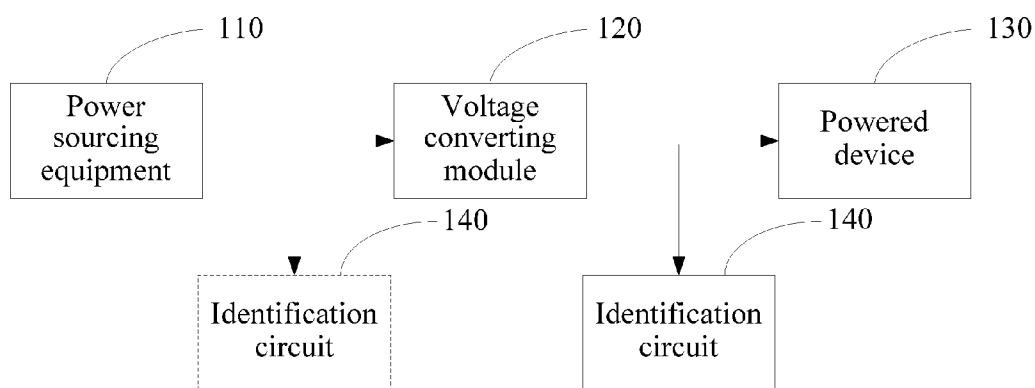 110
120
130
Power
sourcing
equipment
Voltage
converting
module
Powered
device
140
140
Identification
circuit
Identification
circuit